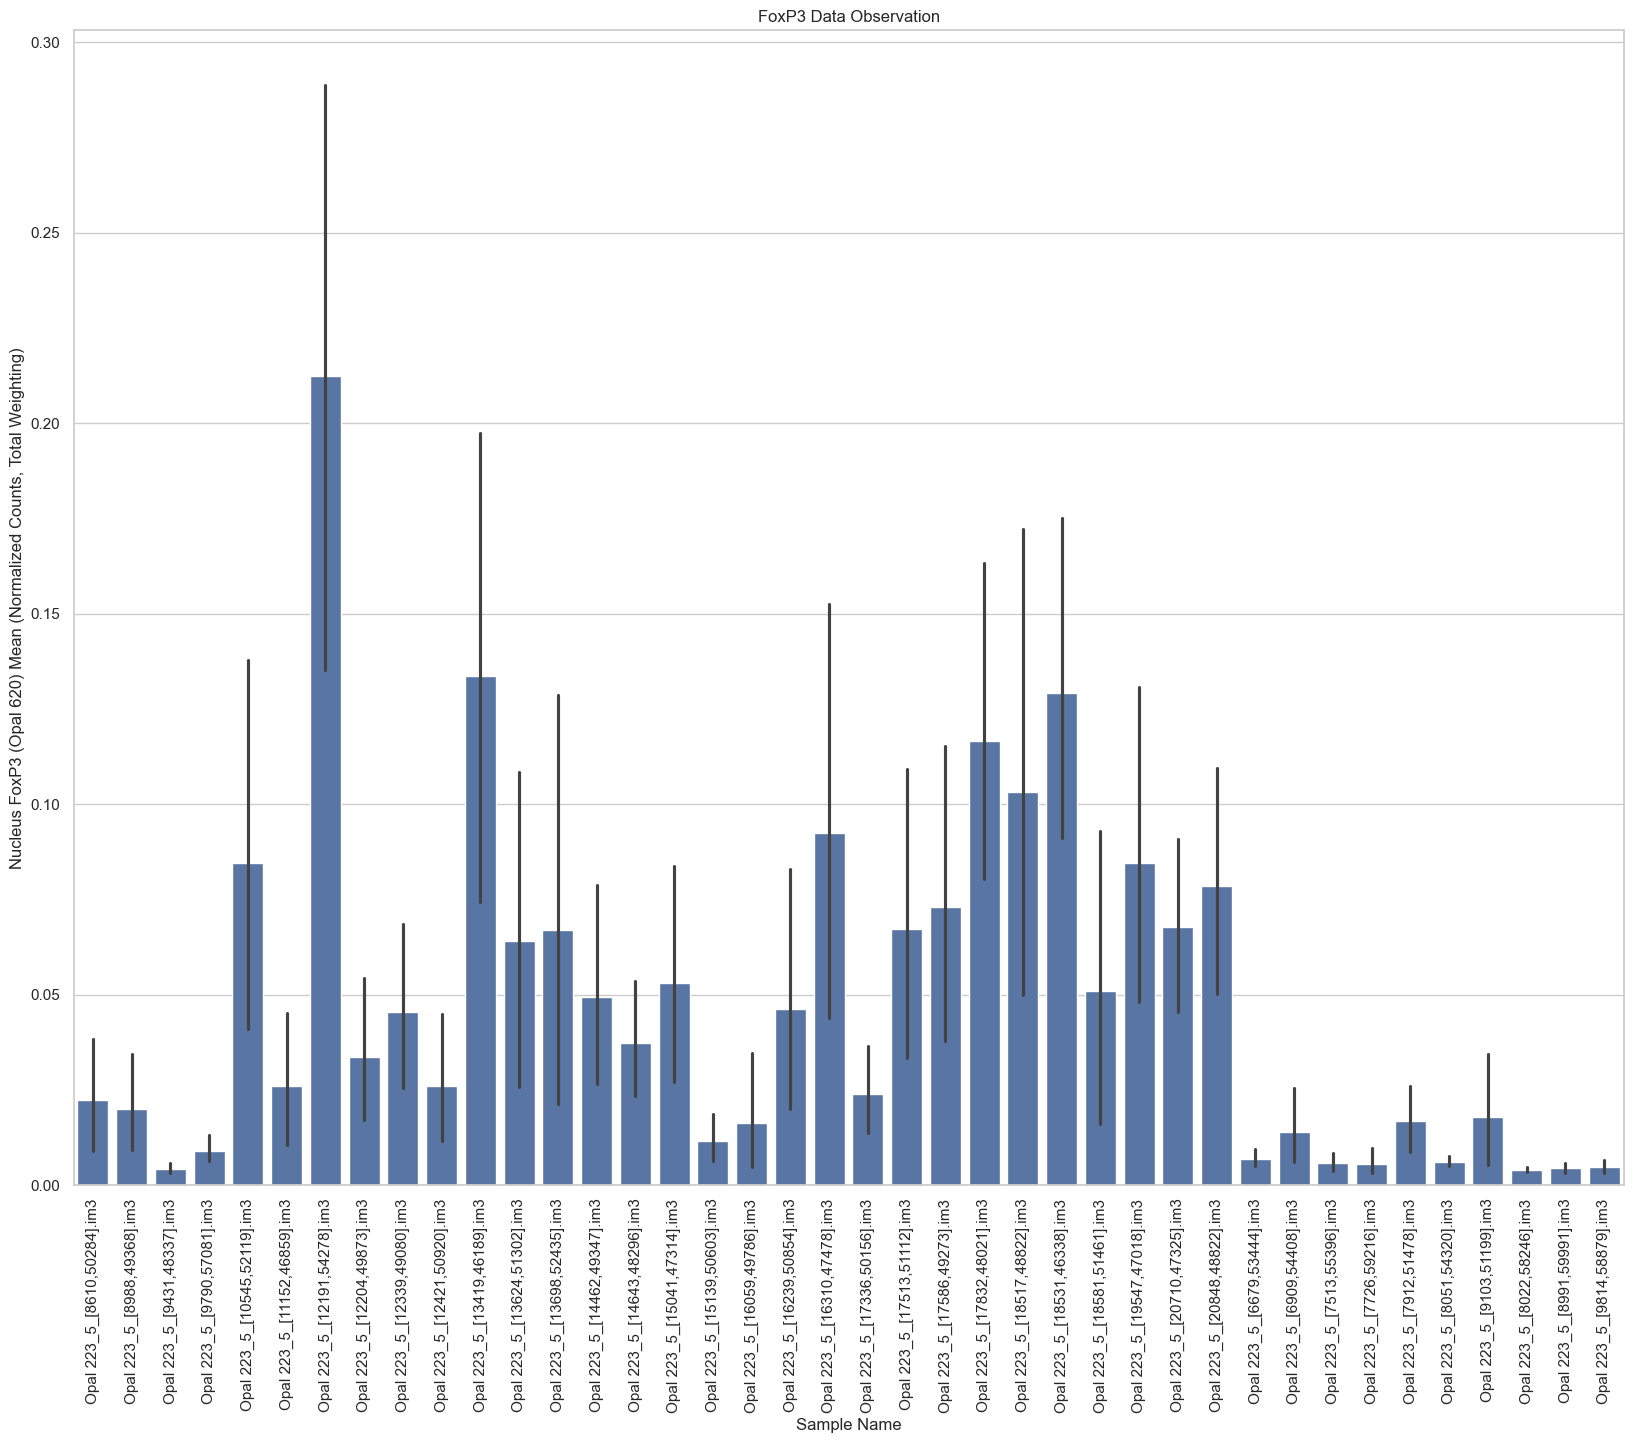 FoxP3 Data Observation
Nucleus FoxP3 (Opal 620) Mean (Normalized Counts, Total Weighting)
0.30
0.25
0.20
0.15
0.10
0.05
0.00
Opal 223_5_[8610,50284].im3
Opal 223_5_[8988,49368].im3
Opal 223_5_[9431,48337].im3
Opal 223_5_[9790,57081].im3
Opal 223_5_[10545,52119].im3
Opal 223_5_[11152,46859].im3
Opal 223_5_[12191,54278].im3
Opal 223_5_[12204,49873].im3
Opal 223_5_[12339,49080].im3
Opal 223_5_[12421,50920].im3
Opal 223_5_[13419,46189].im3
Opal 223_5_[13624,51302].im3
Opal 223_5_[13698,52435].im3
Opal 223_5_[14462,49347].im3
Opal 223_5_[14643,48296].im3
Opal 223_5_[15041,47314].im3
Opal 223_5_[15139,50603].im3
Opal 223_5_[16059,49786].im3
Opal 223_5_[16239,50854].im3
Opal 223_5_[16310,47478].im3
Opal 223_5_[17336,50156].im3
Opal 223_5_[17513,51112].im3
Opal 223_5_[17586,49273].im3
Opal 223_5_[17832,48021].im3
Opal 223_5_[18517,48822].im3
Opal 223_5_[18531,46338].im3
Opal 223_5_[18581,51461].im3
Opal 223_5_[19547,47018].im3
Opal 223_5_[20710,47325].im3
Opal 223_5_[20848,48822].im3
Opal 223_5_[6679,53444].im3
Opal 223_5_[6909,54408].im3
Opal 223_5_[7513,55396].im3
Opal 223_5_[7726,59216].im3
Opal 223_5_[7912,51478].im3
Opal 223_5_[8051,54320].im3
Opal 223_5_[9103,51199].im3
Opal 223_5_[8022,58246].im3
Opal 223_5_[8991,59991].im3
Opal 223_5_[9814,58879].im3
Sample Name